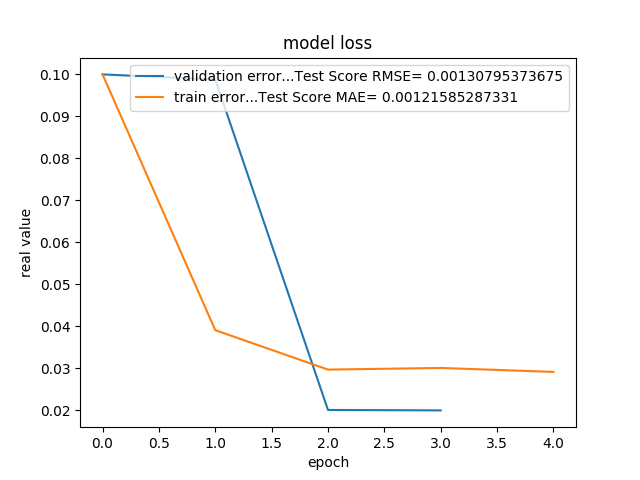 model loss
validation error...Test Score RMSE= 0.00130795373675
train error...Test Score MAE= 0.00121585287331
real value
0.10
0.09
0.08
0.07
0.06
0.05
0.04
0.03
0.02
0.0 0.5 1.0 1.5 2.0 2.5 3.0 3.5 4.0
epoch